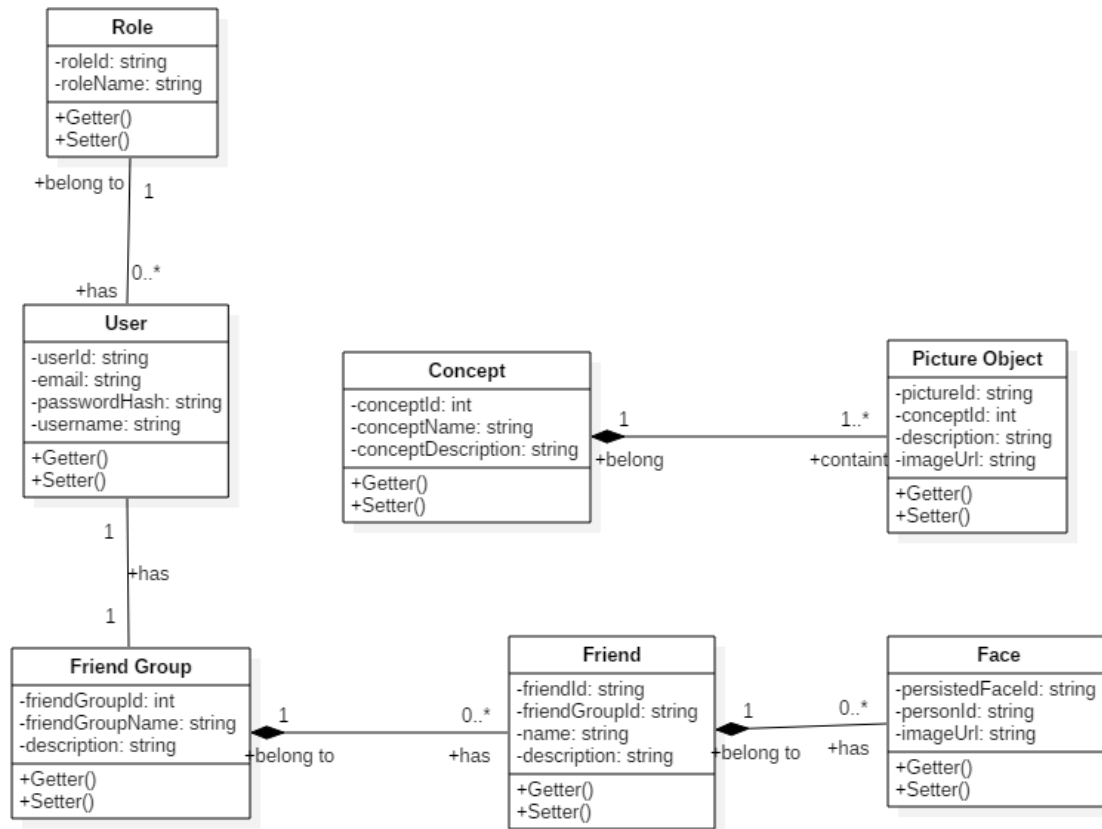 Role
-roleId: string
-roleName: string
+Getter()
+Setter()
+belong to
1
0..*
+has
User
-userId: string
-email: string
-passwordHash: string
-username: string
+Getter()
+Setter()
1
+has
1
Concept
-conceptId: int
-conceptName: string
-conceptDescription: string
+Getter()
+Setter()
1
+belong
1..*
+containt
Picture Object
-pictureId: string
-conceptId: int
-description: string
-imageUrl: string
+Getter()
+Setter()
Friend Group
-friendGroupId: int
-friendGroupName: string
-description: string
+Getter()
+Setter()
1
+belong to
0..*
+has
Friend
-friendId: string
-friendGroupId: string
-name: string
-description: string
+Getter()
+Setter()
1
+belong to
0..*
+has
Face
-persistedFaceId: string
-personId: string
-imageUrl: string
+Getter()
+Setter()